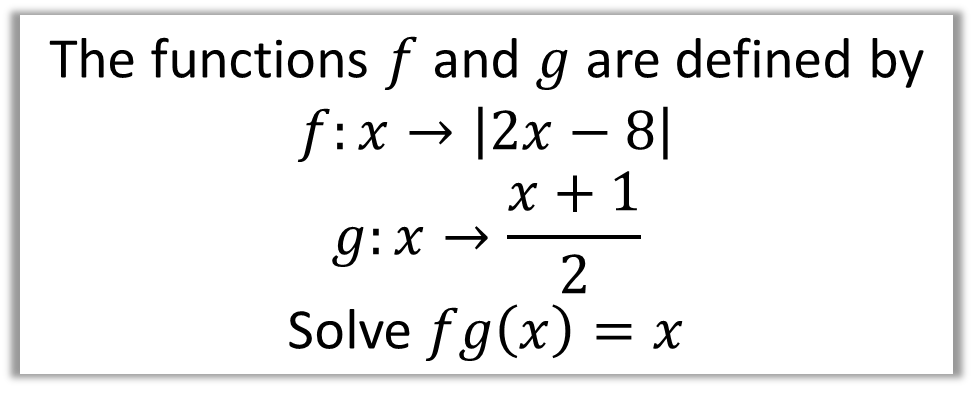 The functions 𝑓 and 𝑔 are defined by
𝑓: 𝑥 → |2𝑥 − 8|
𝑔: 𝑥 → (𝑥 + 1)/2
Solve 𝑓𝑔(𝑥) = 𝑥